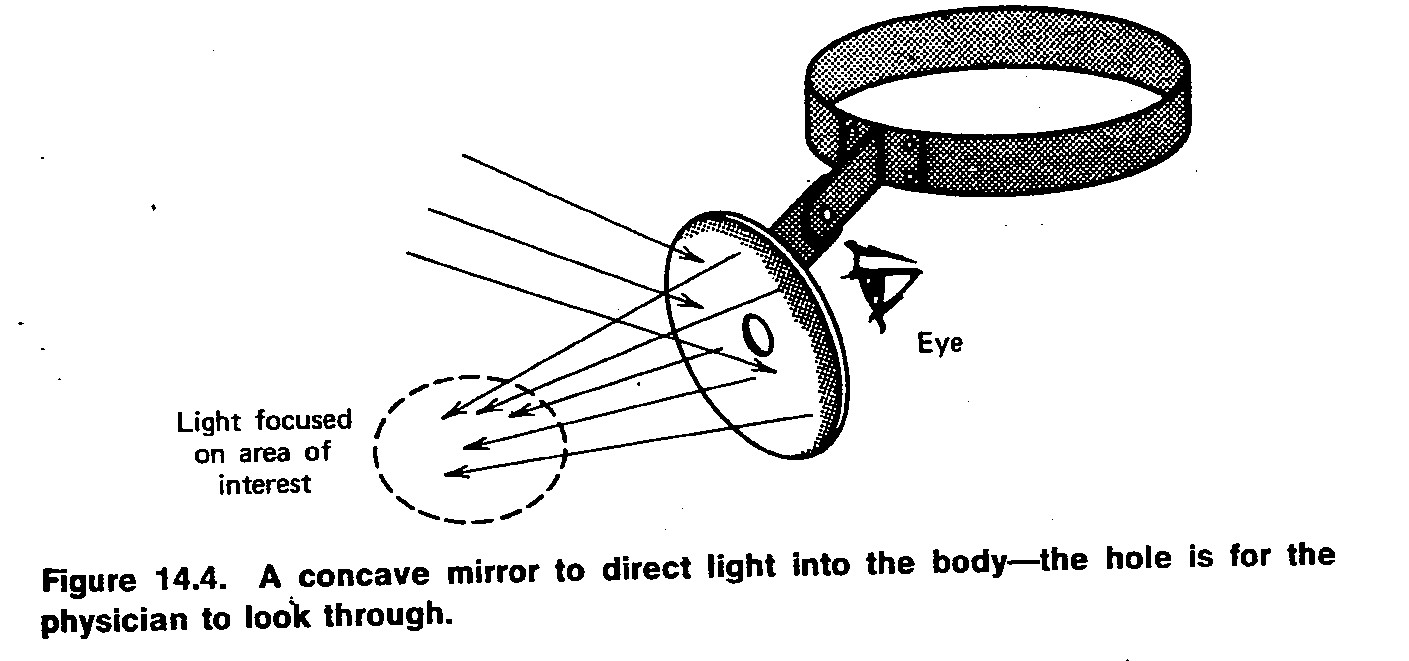 Eye
Light focused
on area of
interest
Figure 14.4. A concave mirror to direct light into the body—the hole is for the
physician to look through.